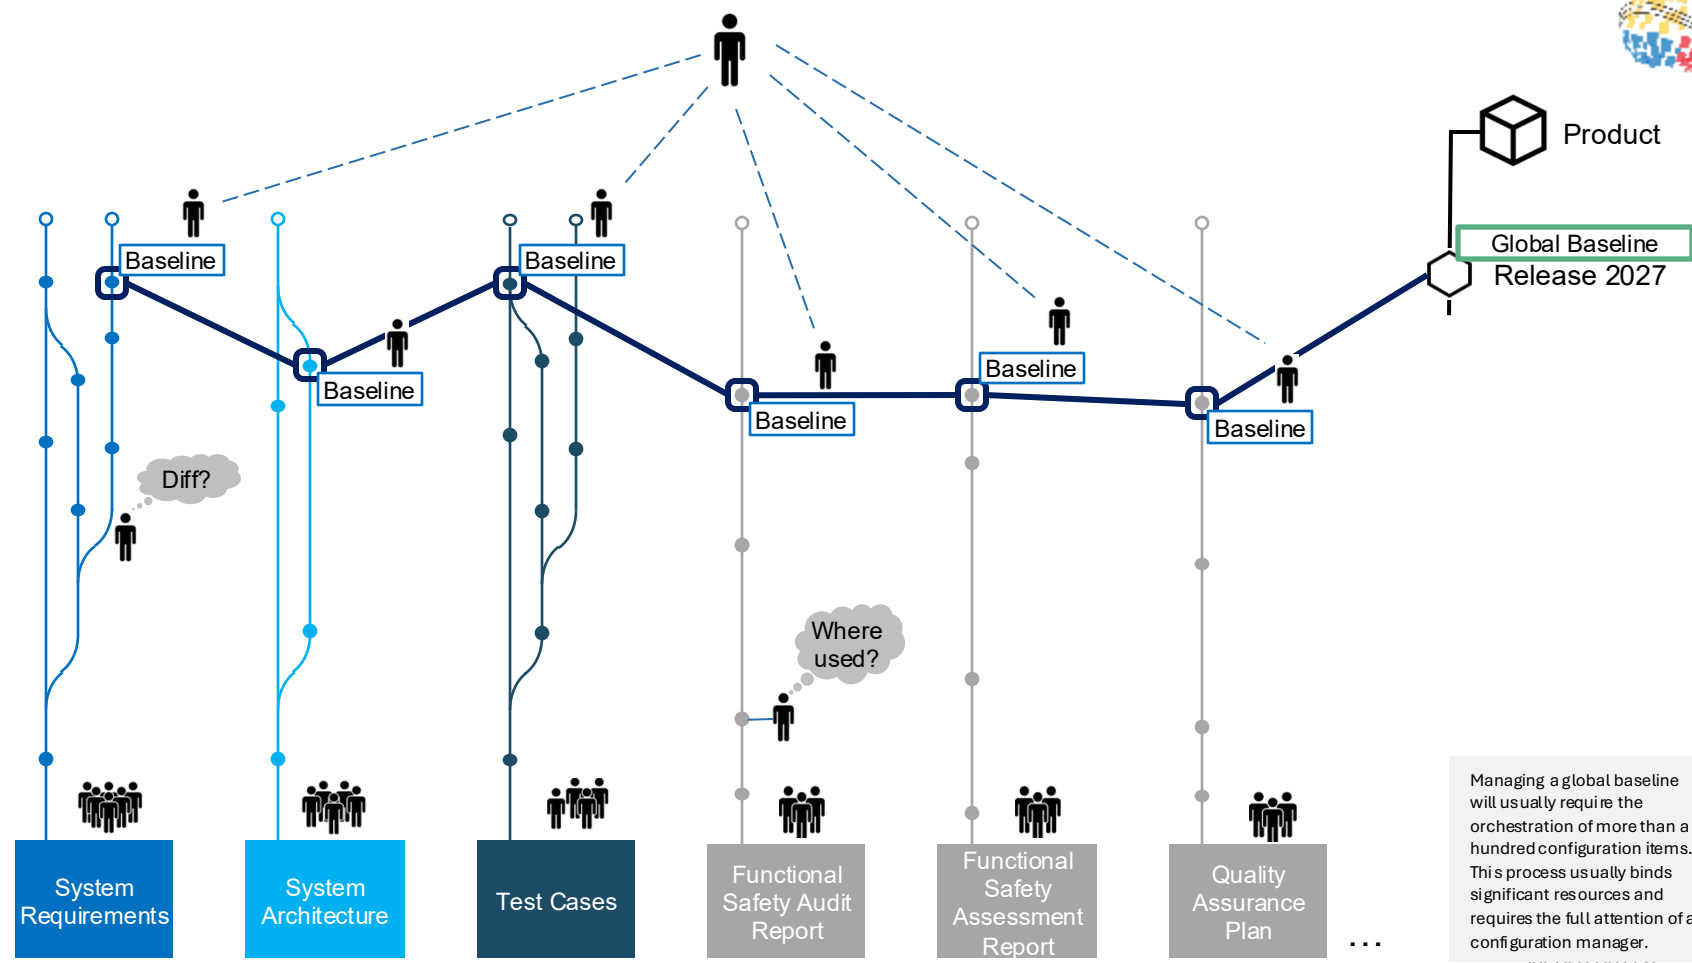 Product
Global Baseline
Release 2027
Baseline
Baseline
Baseline
Baseline
Baseline
Baseline
Diff?
Where
used?
System
Requirements
System
Architecture
Test Cases
Functional
Safety Audit
Report
Functional
Safety
Assessment
Report
Quality
Assurance
Plan
...
Managing a global baseline
will usually require the
orchestration of more than a
hundred configuration items.
This process usually binds
significant resources and
requires the full attention of a
configuration manager.